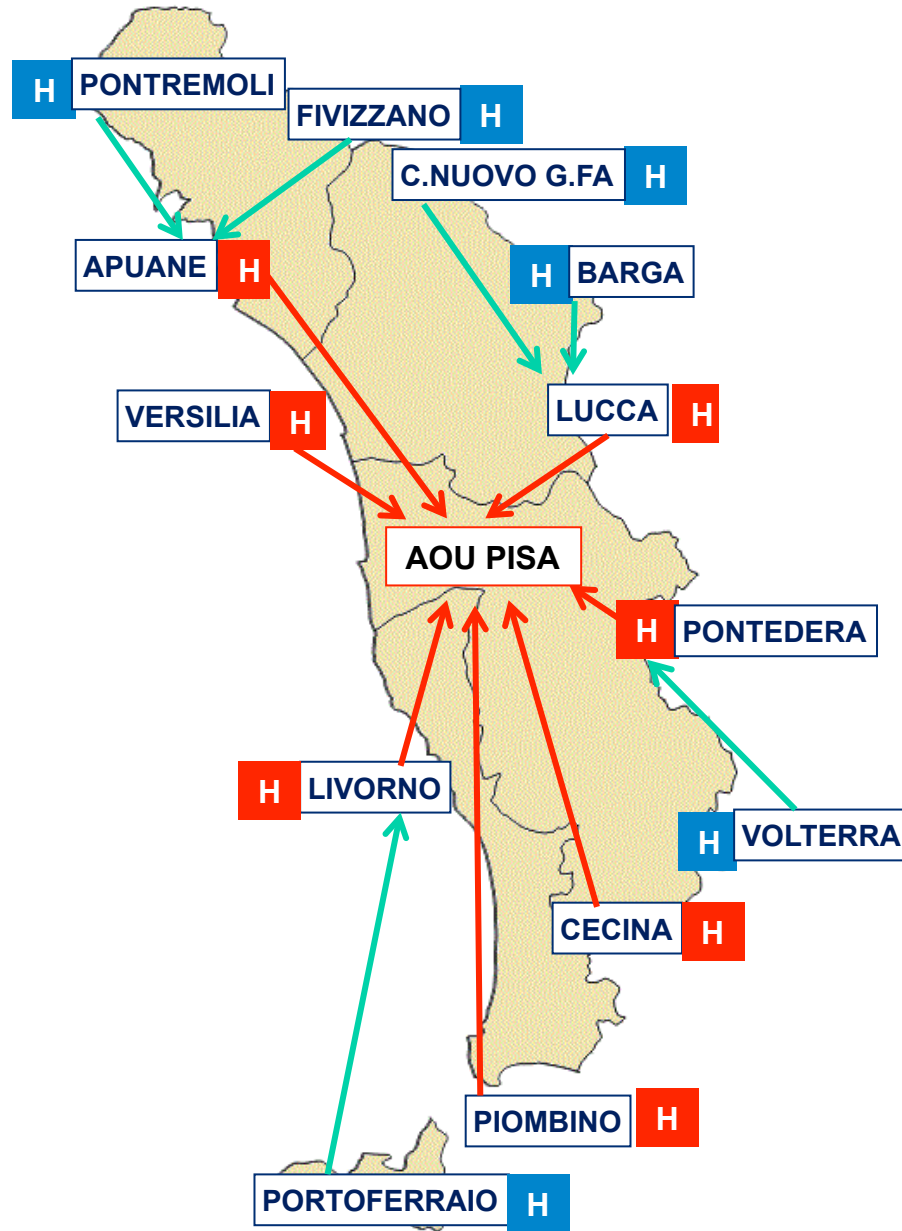 H PONTREMOLI
FIVIZZANO H
C.NUOVO G.FA H
APUANE H
H BARGA
VERSILIA H
LUCCA H
AOU PISA
H PONTEDERA
H LIVORNO
H VOLTERRA
CECINA H
PIOMBINO H
PORTOFERRAIO H